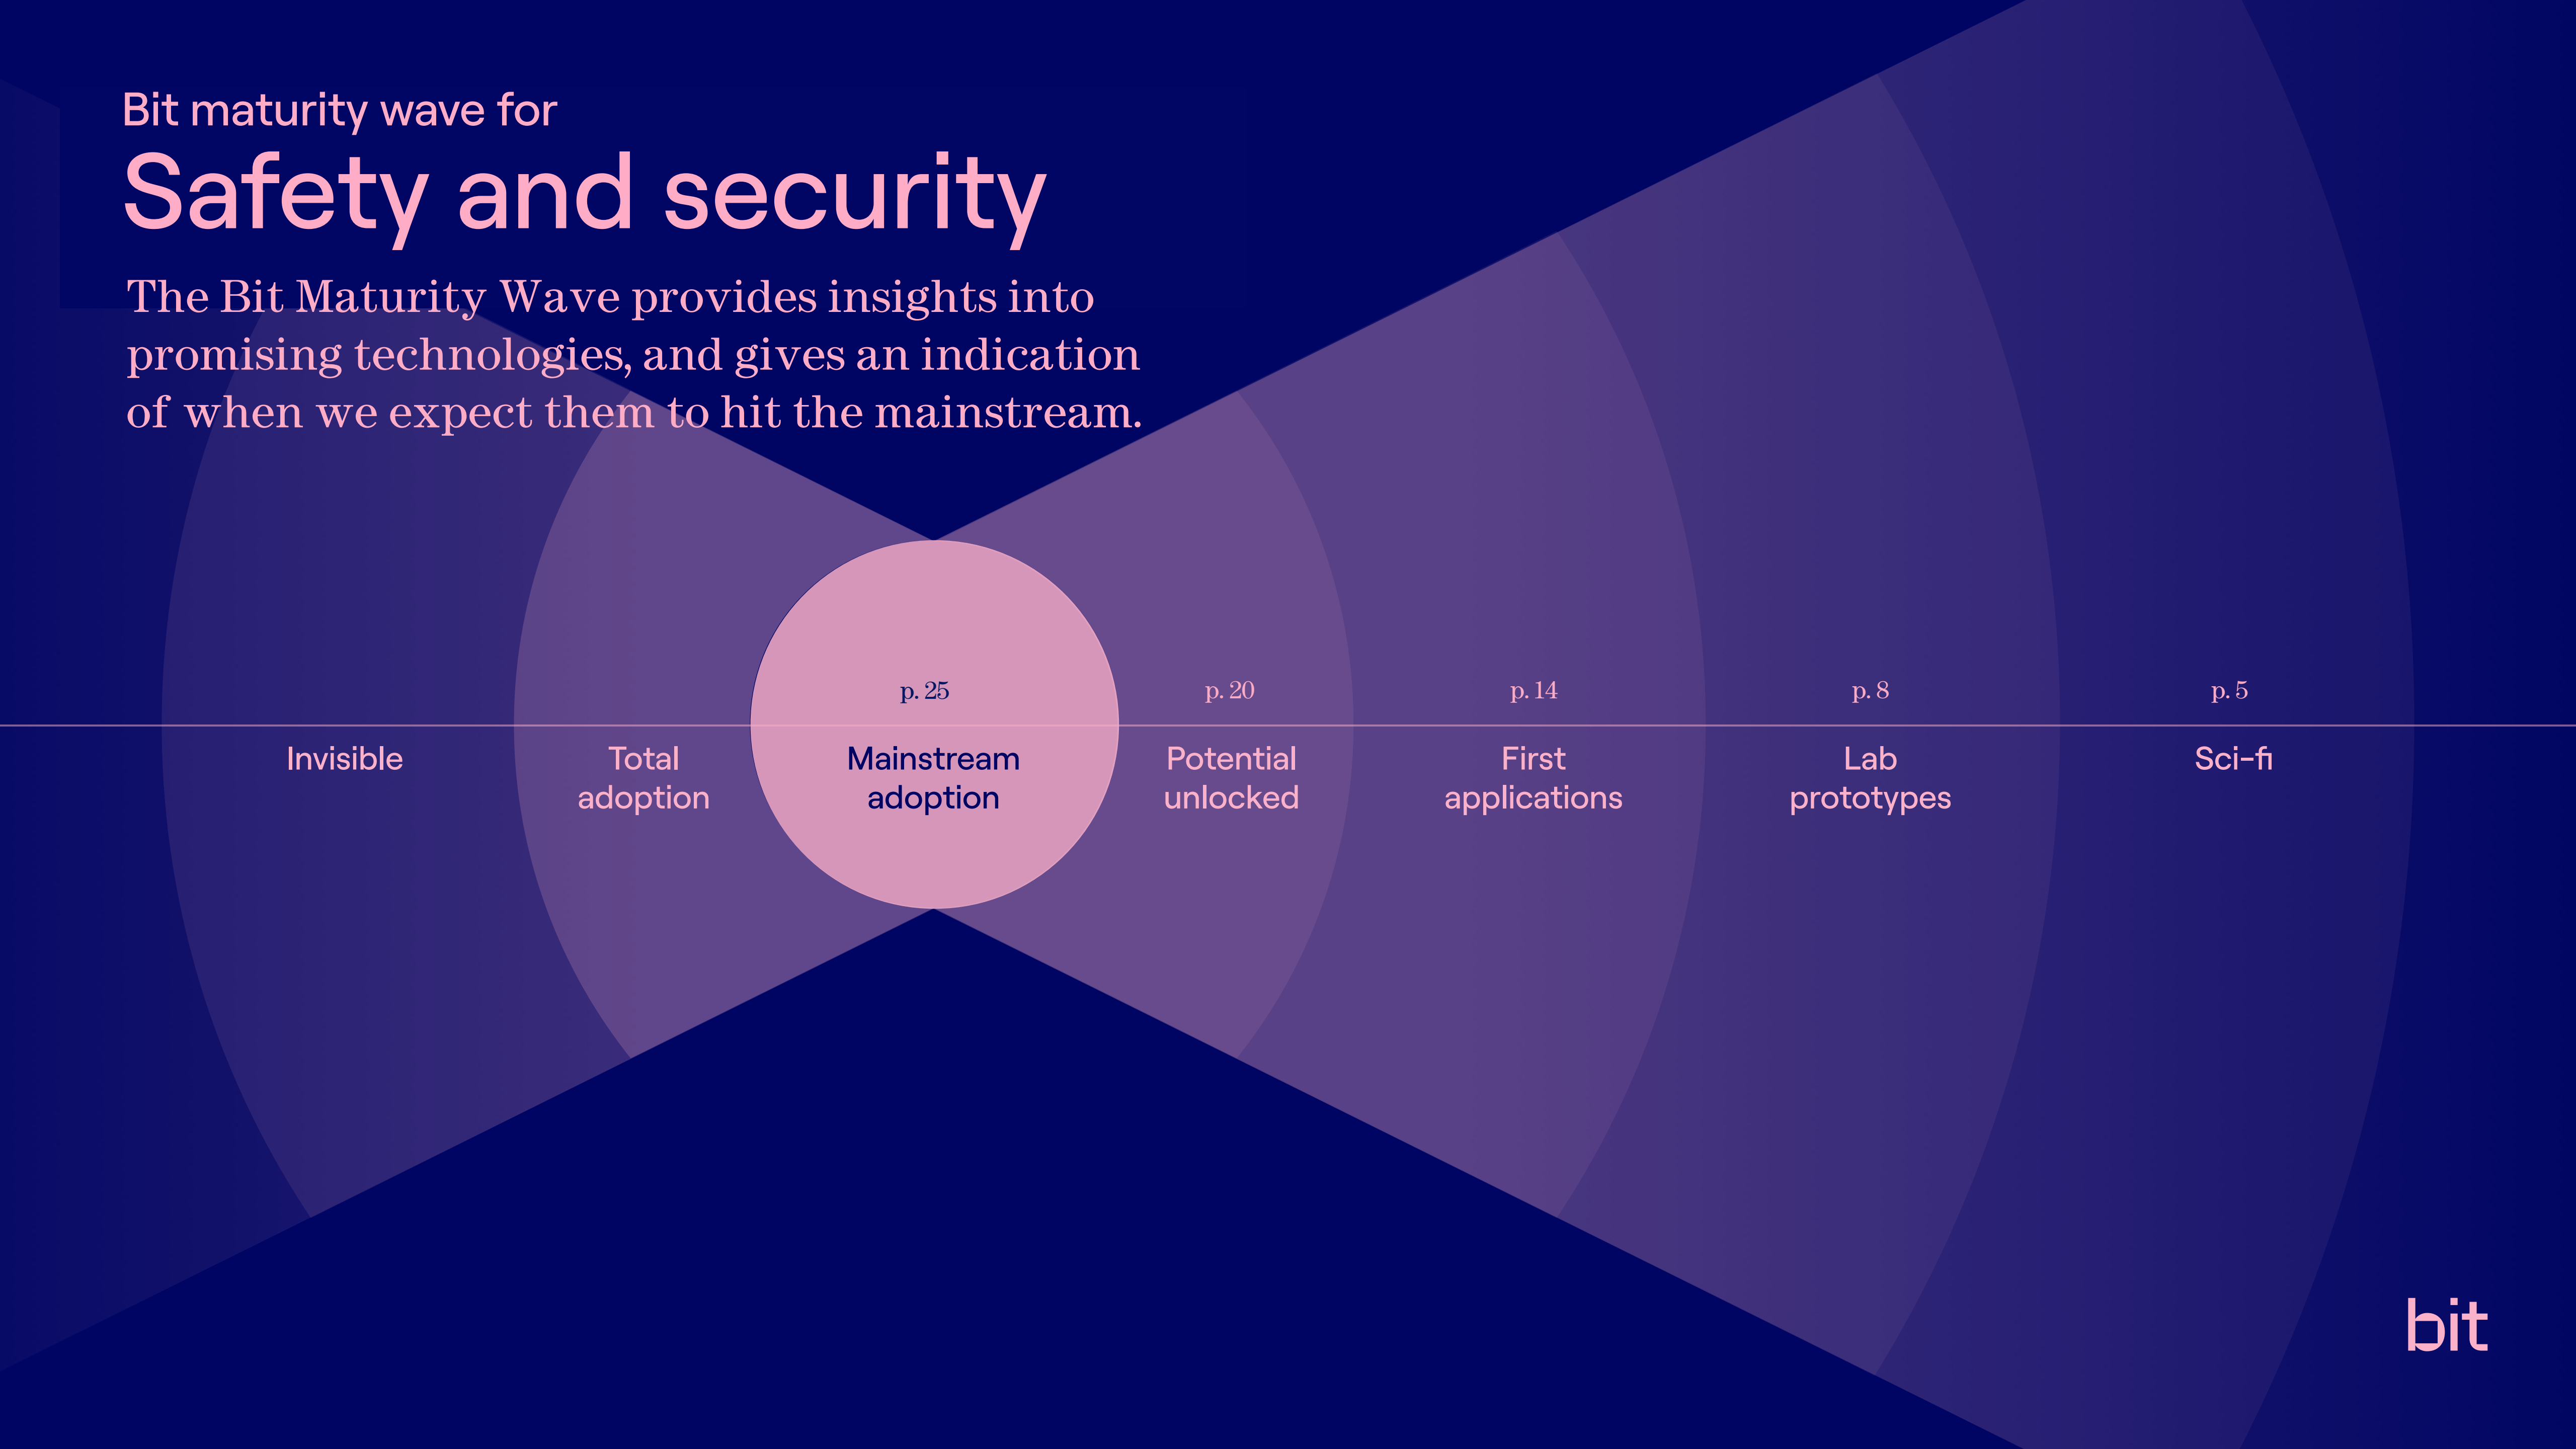 Bit maturity wave for
Safety and security
The Bit Maturity Wave provides insights into
promising technologies, and gives an indication
of when we expect them to hit the mainstream.
p. 25
p. 20
p. 14
p. 8
p. 5
Invisible
Total
adoption
Mainstream
adoption
Potential
unlocked
First
applications
Lab
prototypes
Sci-fi
bit